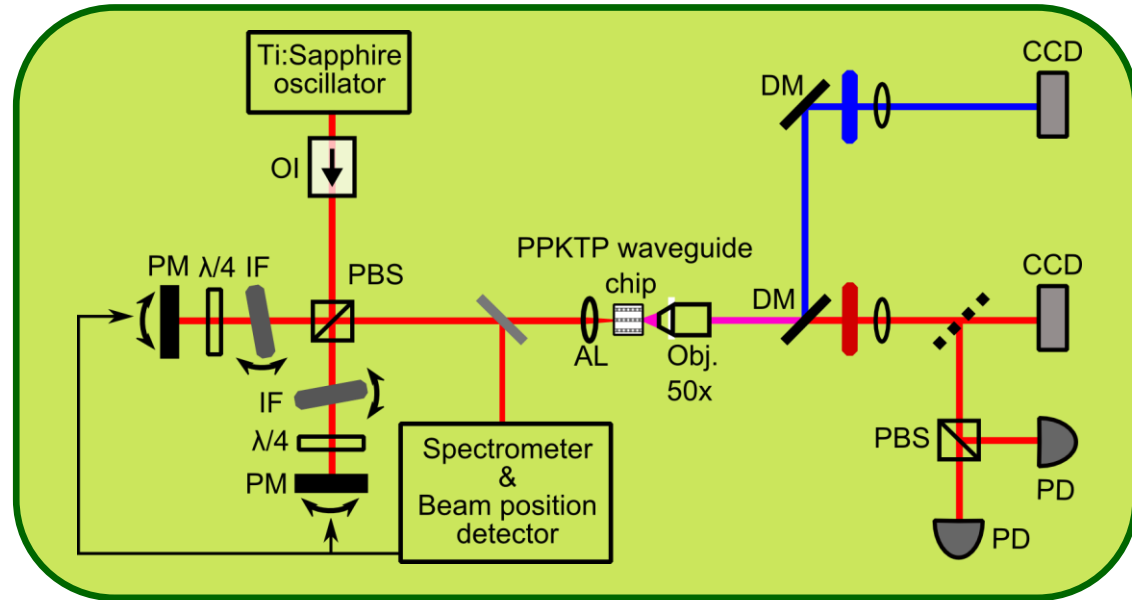 Ti:Sapphire
oscillator
OI
PM λ/4 IF
PBS
IF
λ/4
PM
Spectrometer
&
Beam position
detector
PPKTP waveguide
chip
AL
Obj.
50x
DM
CCD
DM
CCD
PBS
PD
PD